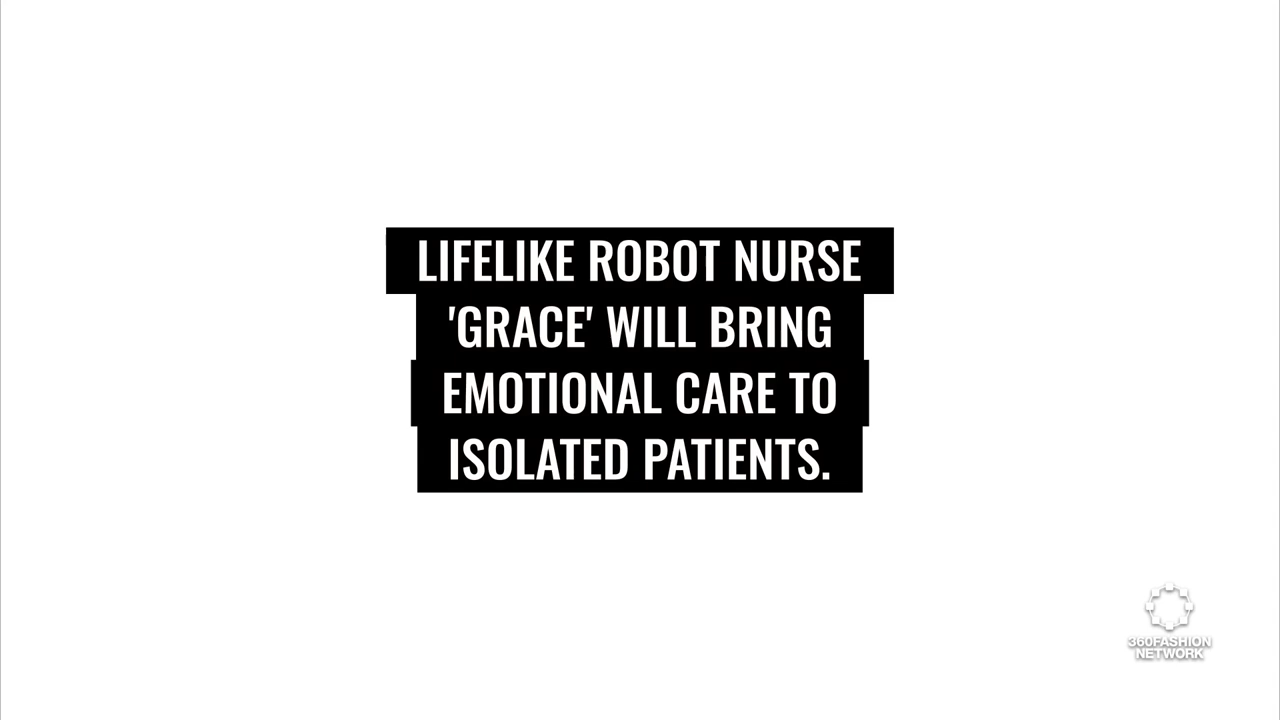 LIFELIKE ROBOT NURSE
'GRACE' WILL BRING
EMOTIONAL CARE TO
ISOLATED PATIENTS.
360FASHION
NETWORK